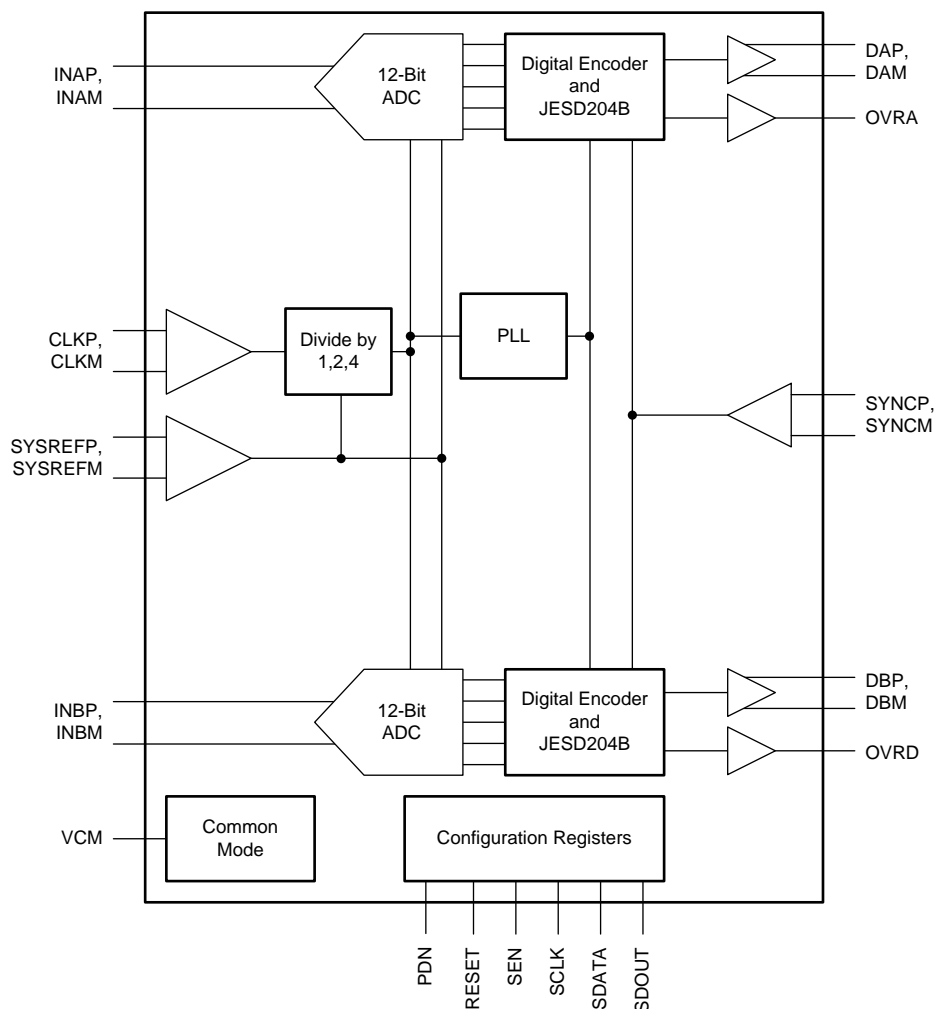 INAP,
INAM
12-Bit
ADC
Digital Encoder
and
JESD204B
DAP,
DAM
OVRA
CLKP,
CLKM
Divide by
1,2,4
PLL
SYSREFP,
SYSREFM
SYNCP,
SYNCM
INBP,
INBM
12-Bit
ADC
Digital Encoder
and
JESD204B
DBP,
DBM
OVRD
VCM
Common
Mode
Configuration Registers
PDN
RESET
SEN
SCLK
SDATA
SDOUT